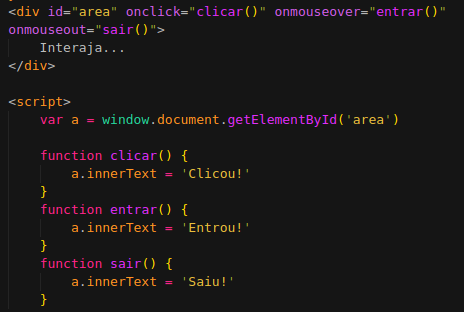 <div id="area" onclick="clicar()" onmouseover="entrar()"
onmouseout="sair()">
    Interaja...
</div>
<script>
    var a = window.document.getElementById('area')
    function clicar() {
        a.innerText = 'Clicou!'
    }
    function entrar() {
        a.innerText = 'Entrou!'
    }
    function sair() {
        a.innerText = 'Saiu!'
    }